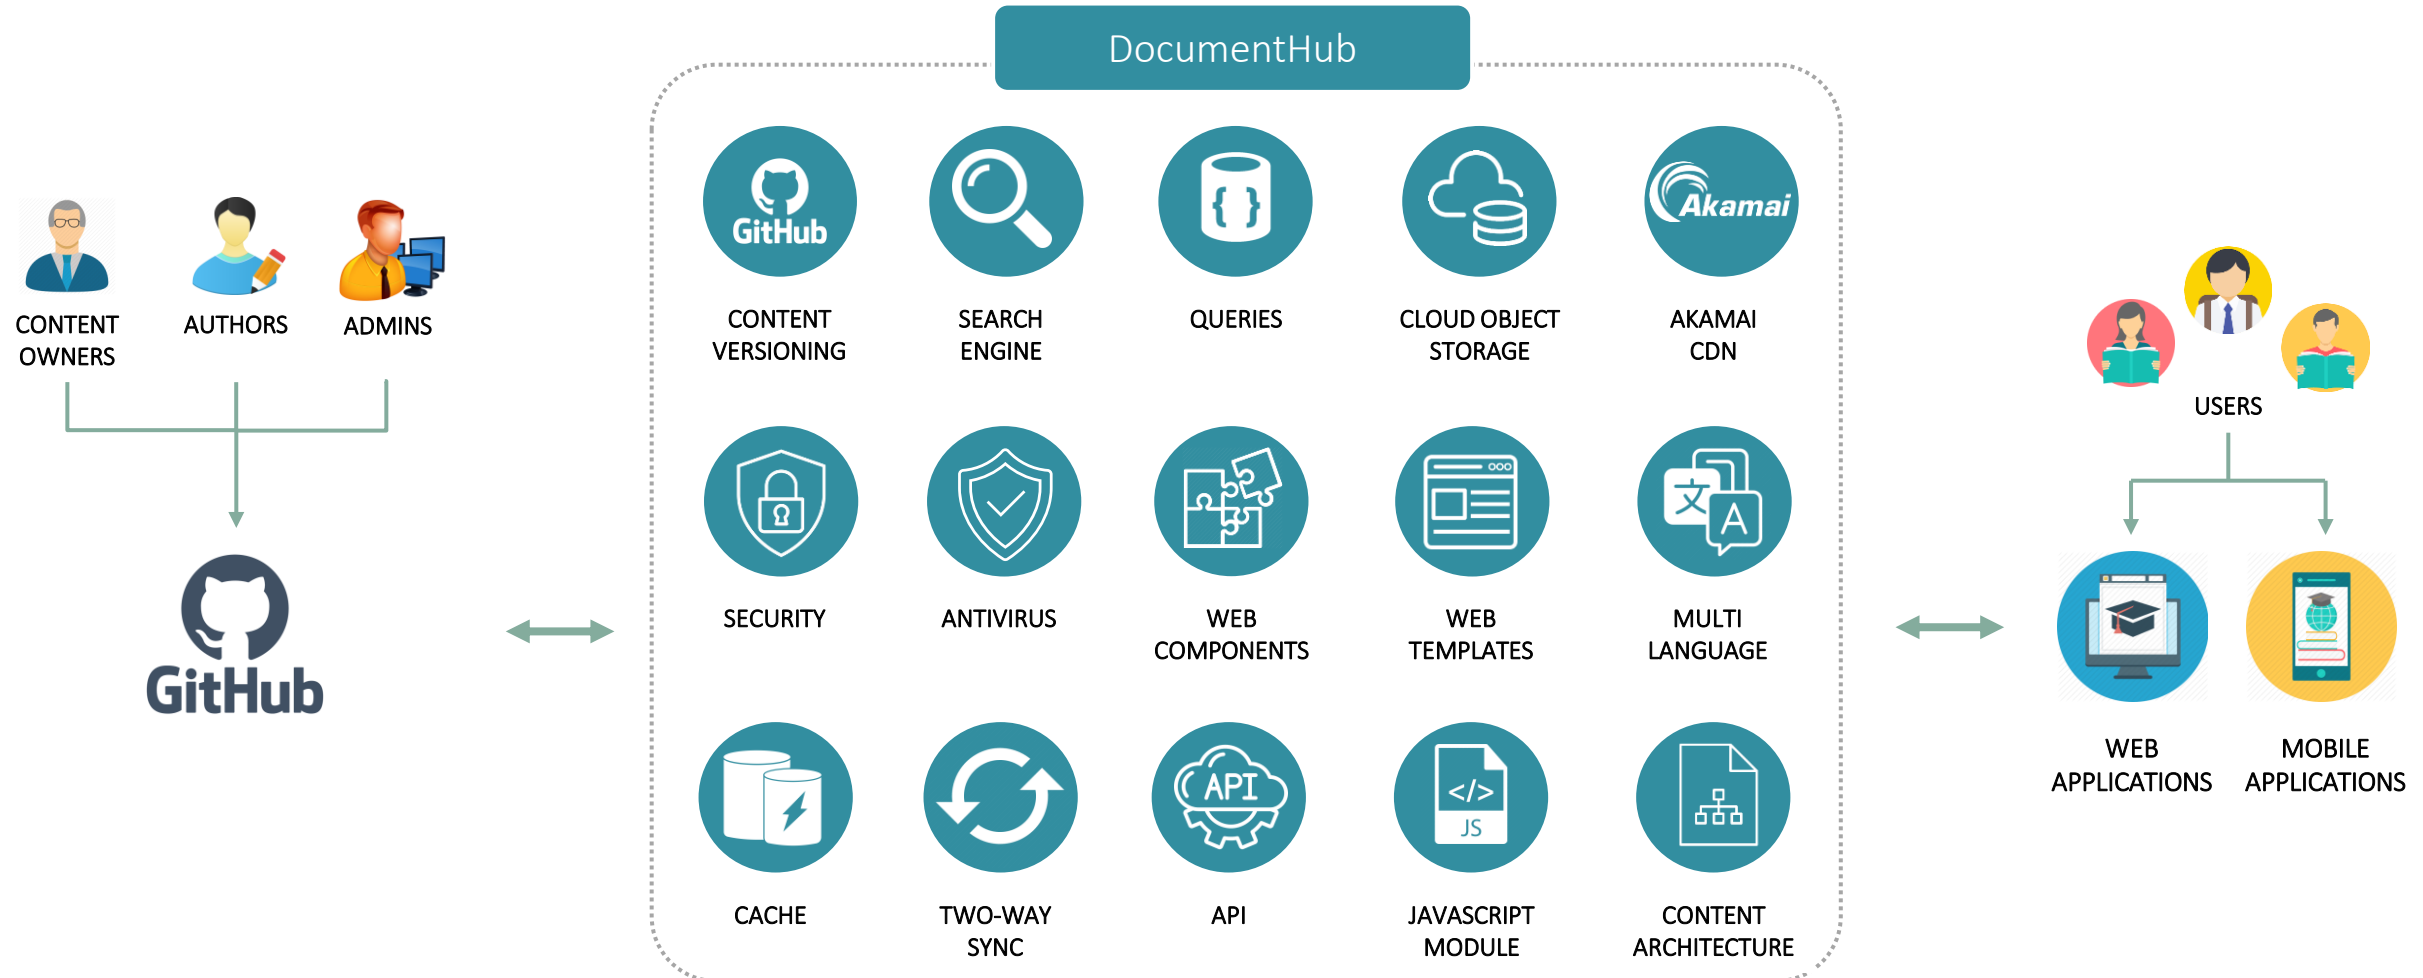 DocumentHub
GitHub
Akamai
CONTENT
OWNERS
AUTHORS
ADMINS
CONTENT
VERSIONING
SEARCH
ENGINE
QUERIES
CLOUD OBJECT
STORAGE
AKAMAI
CDN
USERS
文
A
GitHub
SECURITY
ANTIVIRUS
WEB
COMPONENTS
WEB
TEMPLATES
MULTI
LANGUAGE
WEB
APPLICATIONS
MOBILE
APPLICATIONS
API
</>
JS
CACHE
TWO-WAY
SYNC
API
JAVASCRIPT
MODULE
CONTENT
ARCHITECTURE